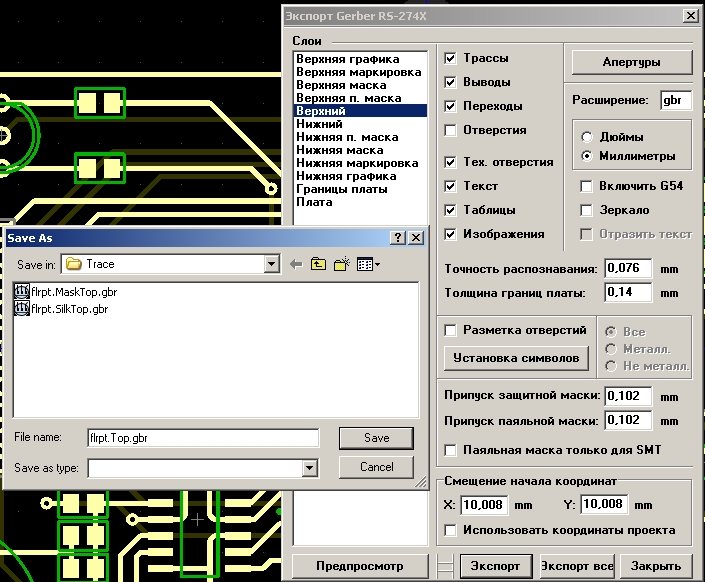 Экспорт Gerber RS-274X
Слои
Верхняя графика
Верхняя маркировка
Верхняя маска
Верхняя п. маска
Верхний
Нижний
Нижняя п. маска
Нижняя маска
Нижняя маркировка
Нижняя графика
Границы платы
Плата
Трассы
Выводы
Переходы
Отверстия
Тех. отверстия
Текст
Таблицы
Изображения
Апертуры
Расширение: gbr
Дюймы
Миллиметры
Включить G54
Зеркало
Отразить текст
Точность распознавания: 0,076 mm
Толщина границ платы: 0,14 mm
Разметка отверстий
Установка символов
Все
Металл.
Не металл.
Припуск защитной маски: 0,102 mm
Припуск паяльной маски: 0,102 mm
Паяльная маска только для SMT
Смещение начала координат
X: 10,008 mm Y: 10,008 mm
Использовать координаты проекта
Предпросмотр
Экспорт
Экспорт все
Закрыть
Save As
Save in: Trace
flrpt.MaskTop.gbr
flrpt.SilkTop.gbr
File name: flrpt.Top.gbr
Save
Save as type:
Cancel